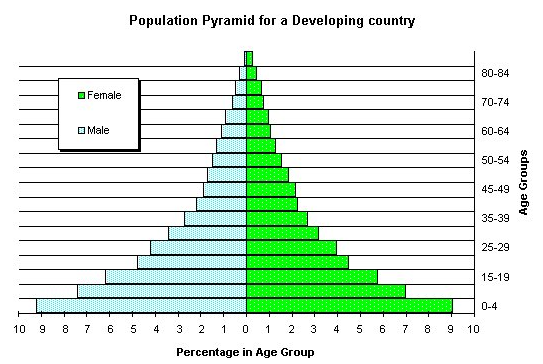 Population Pyramid for a Developing country
Female
Male
80-84
70-74
60-64
50-54
45-49
35-39
25-29
15-19
0-4
Age Groups
10 9 8 7 6 5 4 3 2 1 0 1 2 3 4 5 6 7 8 9 10
Percentage in Age Group